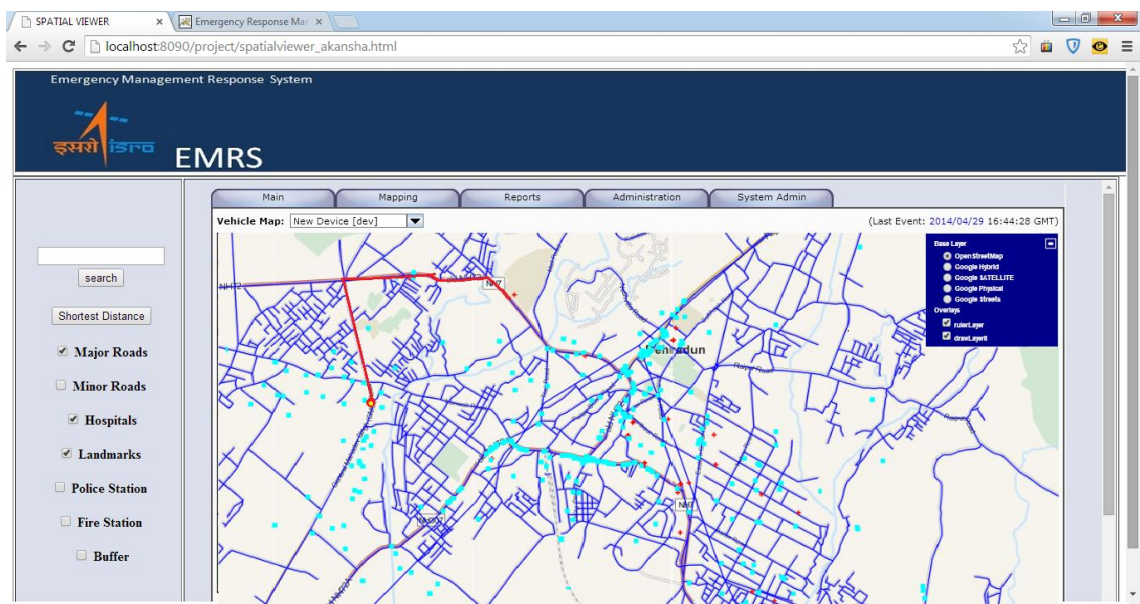 SPATIAL VIEWER
Emergency Response Mar
localhost:8090/project/spatialviewer_akansha.html
Emergency Management Response System
इसरो isro
EMRS
Main Mapping Reports Administration System Admin
Vehicle Map: New Device [dev] (Last Event: 2014/04/29 16:44:28 GMT)
search
Shortest Distance
Major Roads
Minor Roads
Hospitals
Landmarks
Police Station
Fire Station
Buffer
Base Layer
OpenStreetMap
Google Hybrid
Google SATELLITE
Google Physical
Google Streets
Overlays
rulerLayer
drawLayer0
NH72
NH7
Raipur Road
NH7